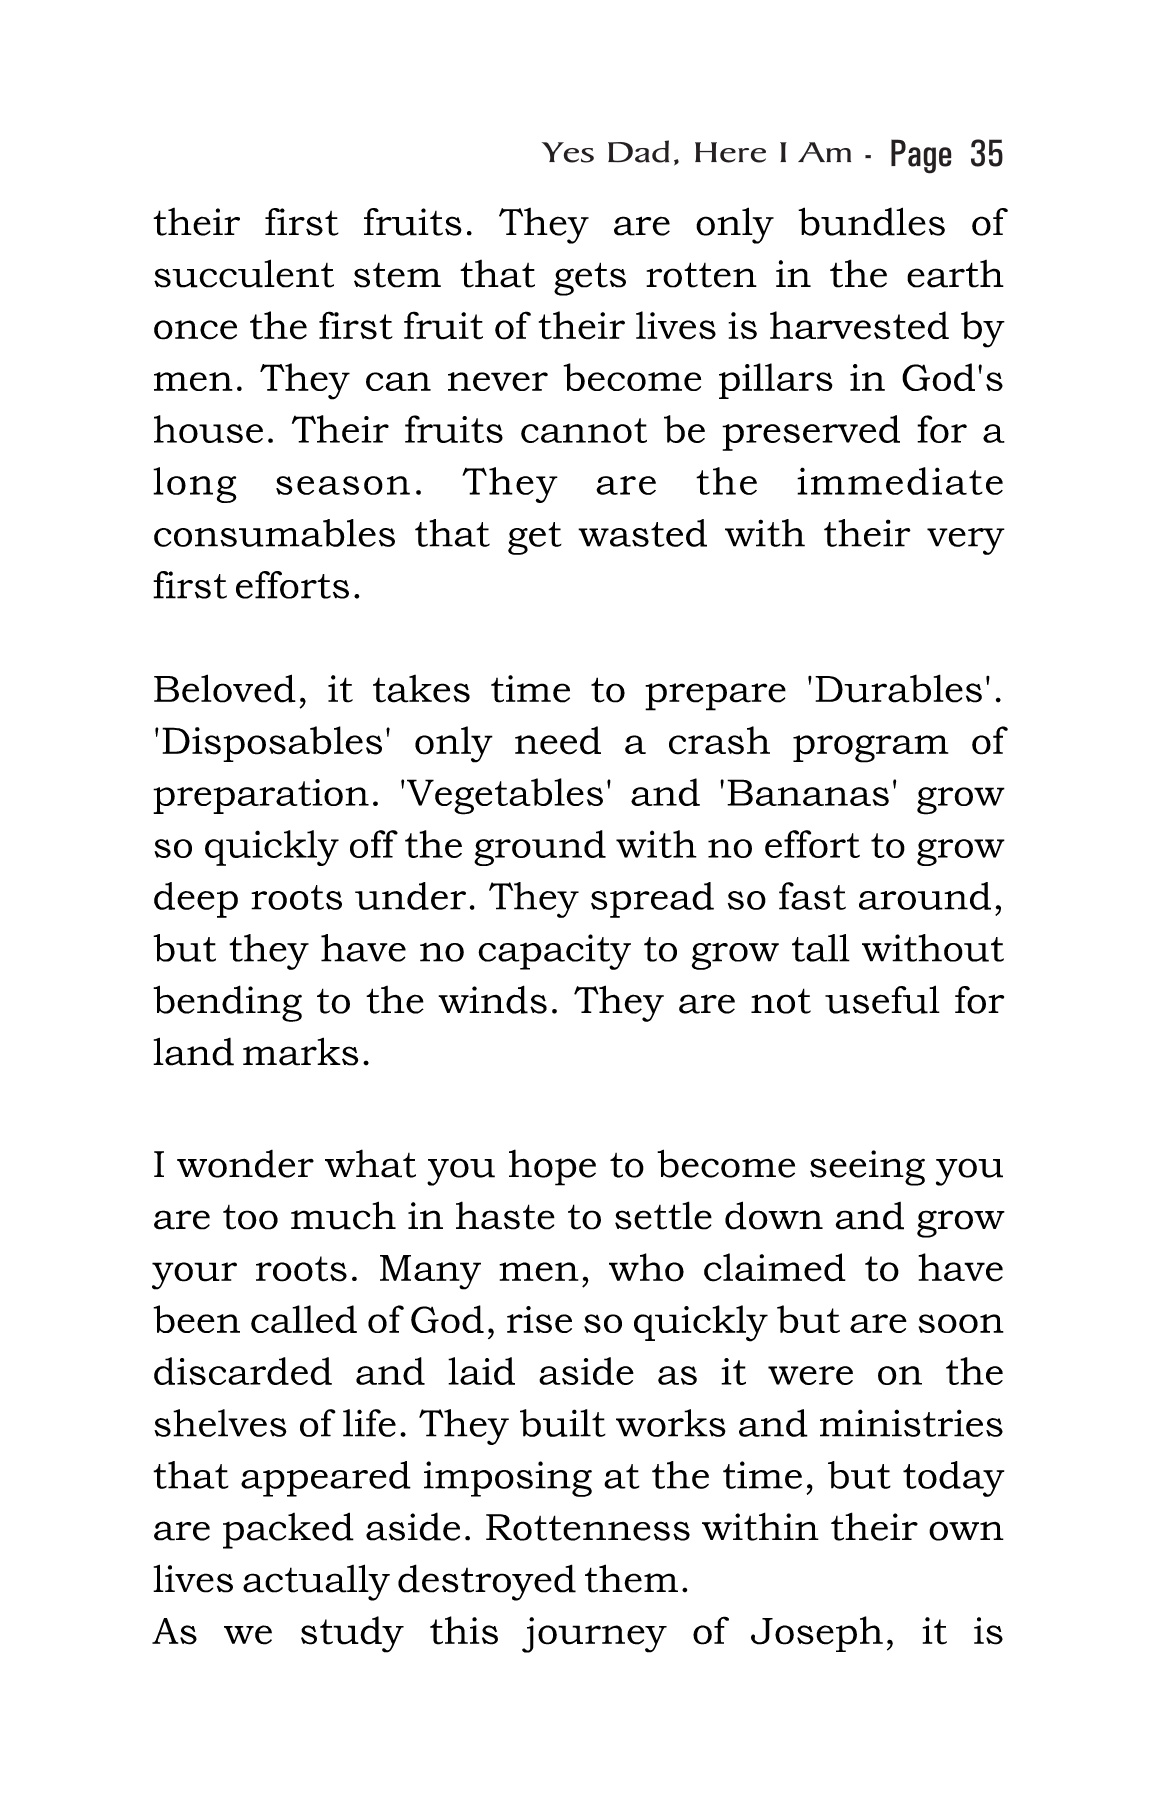 Yes Dad, Here I Am - Page 35
their first fruits. They are only bundles of
succulent stem that gets rotten in the earth
once the first fruit of their lives is harvested by
men. They can never become pillars in God's
house. Their fruits cannot be preserved for a
long season. They are the immediate
consumables that get wasted with their very
first efforts.
Beloved, it takes time to prepare 'Durables'.
'Disposables' only need a crash program of
preparation. 'Vegetables' and 'Bananas' grow
so quickly off the ground with no effort to grow
deep roots under. They spread so fast around,
but they have no capacity to grow tall without
bending to the winds. They are not useful for
land marks.
I wonder what you hope to become seeing you
are too much in haste to settle down and grow
your roots. Many men, who claimed to have
been called of God, rise so quickly but are soon
discarded and laid aside as it were on the
shelves of life. They built works and ministries
that appeared imposing at the time, but today
are packed aside. Rottenness within their own
lives actually destroyed them.
As we study this journey of Joseph, it is